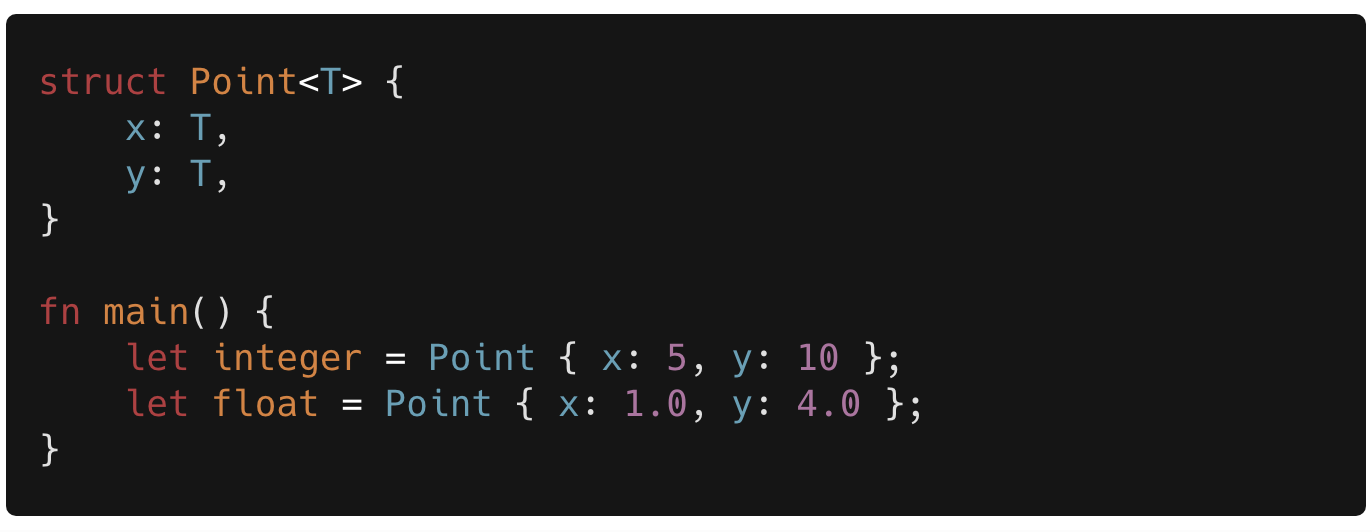 struct Point<T> {
    x: T,
    y: T,
}

fn main() {
    let integer = Point { x: 5, y: 10 };
    let float = Point { x: 1.0, y: 4.0 };
}